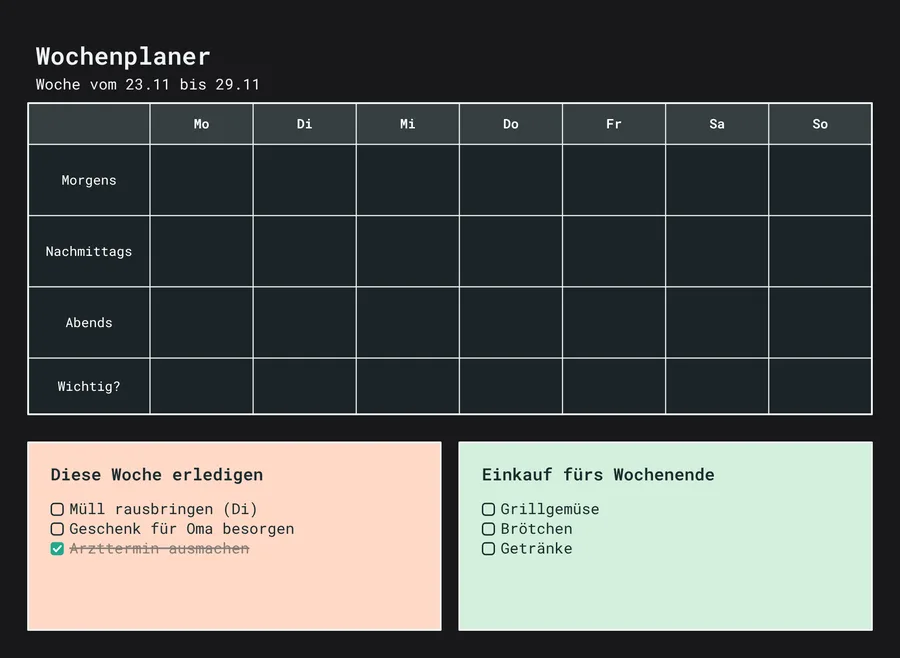 Wochenplaner
Woche vom 23.11 bis 29.11
Mo Di Mi Do Fr Sa So
Morgens
Nachmittags
Abends
Wichtig?
Diese Woche erledigen
Müll rausbringen (Di)
Geschenk für Oma besorgen
Arzttermin ausmachen
Einkauf fürs Wochenende
Grillgemüse
Brötchen
Getränke